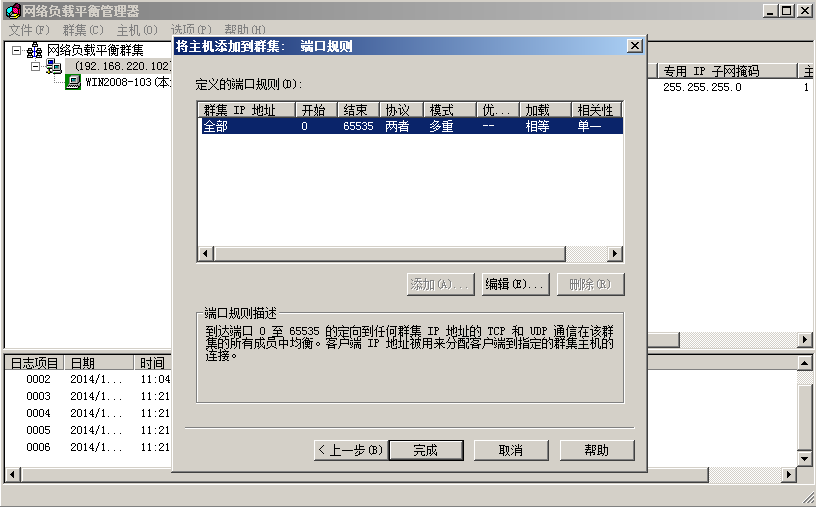 网络负载平衡管理器
文件(F) 群集(C) 主机(O) 选项(P) 帮助(H)
网络负载平衡群集
(192.168.220.102)
WIN2008-103(本
专用 IP 子网掩码 主
255.255.255.0 1
将主机添加到群集: 端口规则
定义的端口规则(D):
群集 IP 地址 开始 结束 协议 模式 优... 加载 相关性
全部 0 65535 两者 多重 -- 相等 单一
添加(A)... 编辑(E)... 删除(R)
端口规则描述
到达端口 0 至 65535 的定向到任何群集 IP 地址的 TCP 和 UDP 通信在该群
集的所有成员中均衡。客户端 IP 地址被用来分配客户端到指定的群集主机的
连接。
< 上一步(B) 完成 取消 帮助
日志项目 日期 时间
0002 2014/1... 11:04
0003 2014/1... 11:21
0004 2014/1... 11:21
0005 2014/1... 11:21
0006 2014/1... 11:21